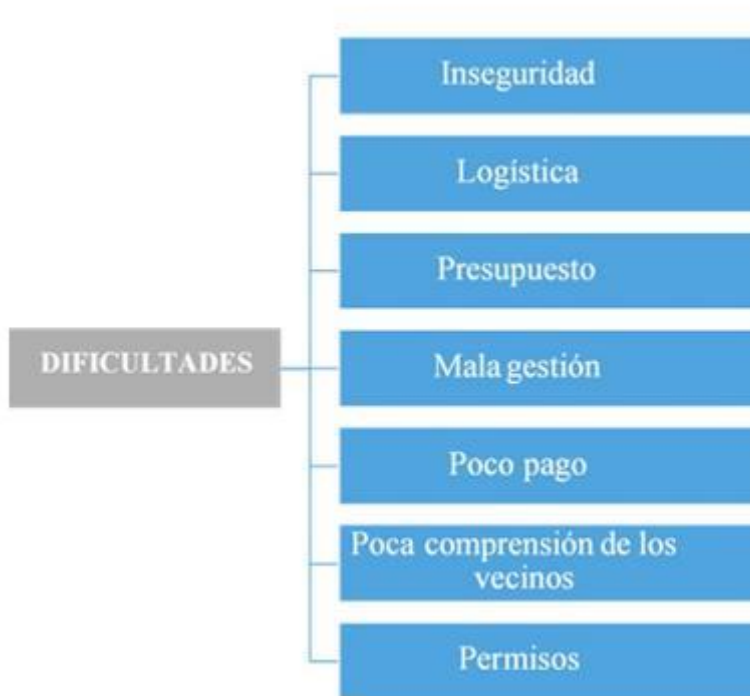 Inseguridad
Logística
Presupuesto
DIFICULTADES
Mala gestión
Poco pago
Poca comprensión de los
vecinos
Permisos